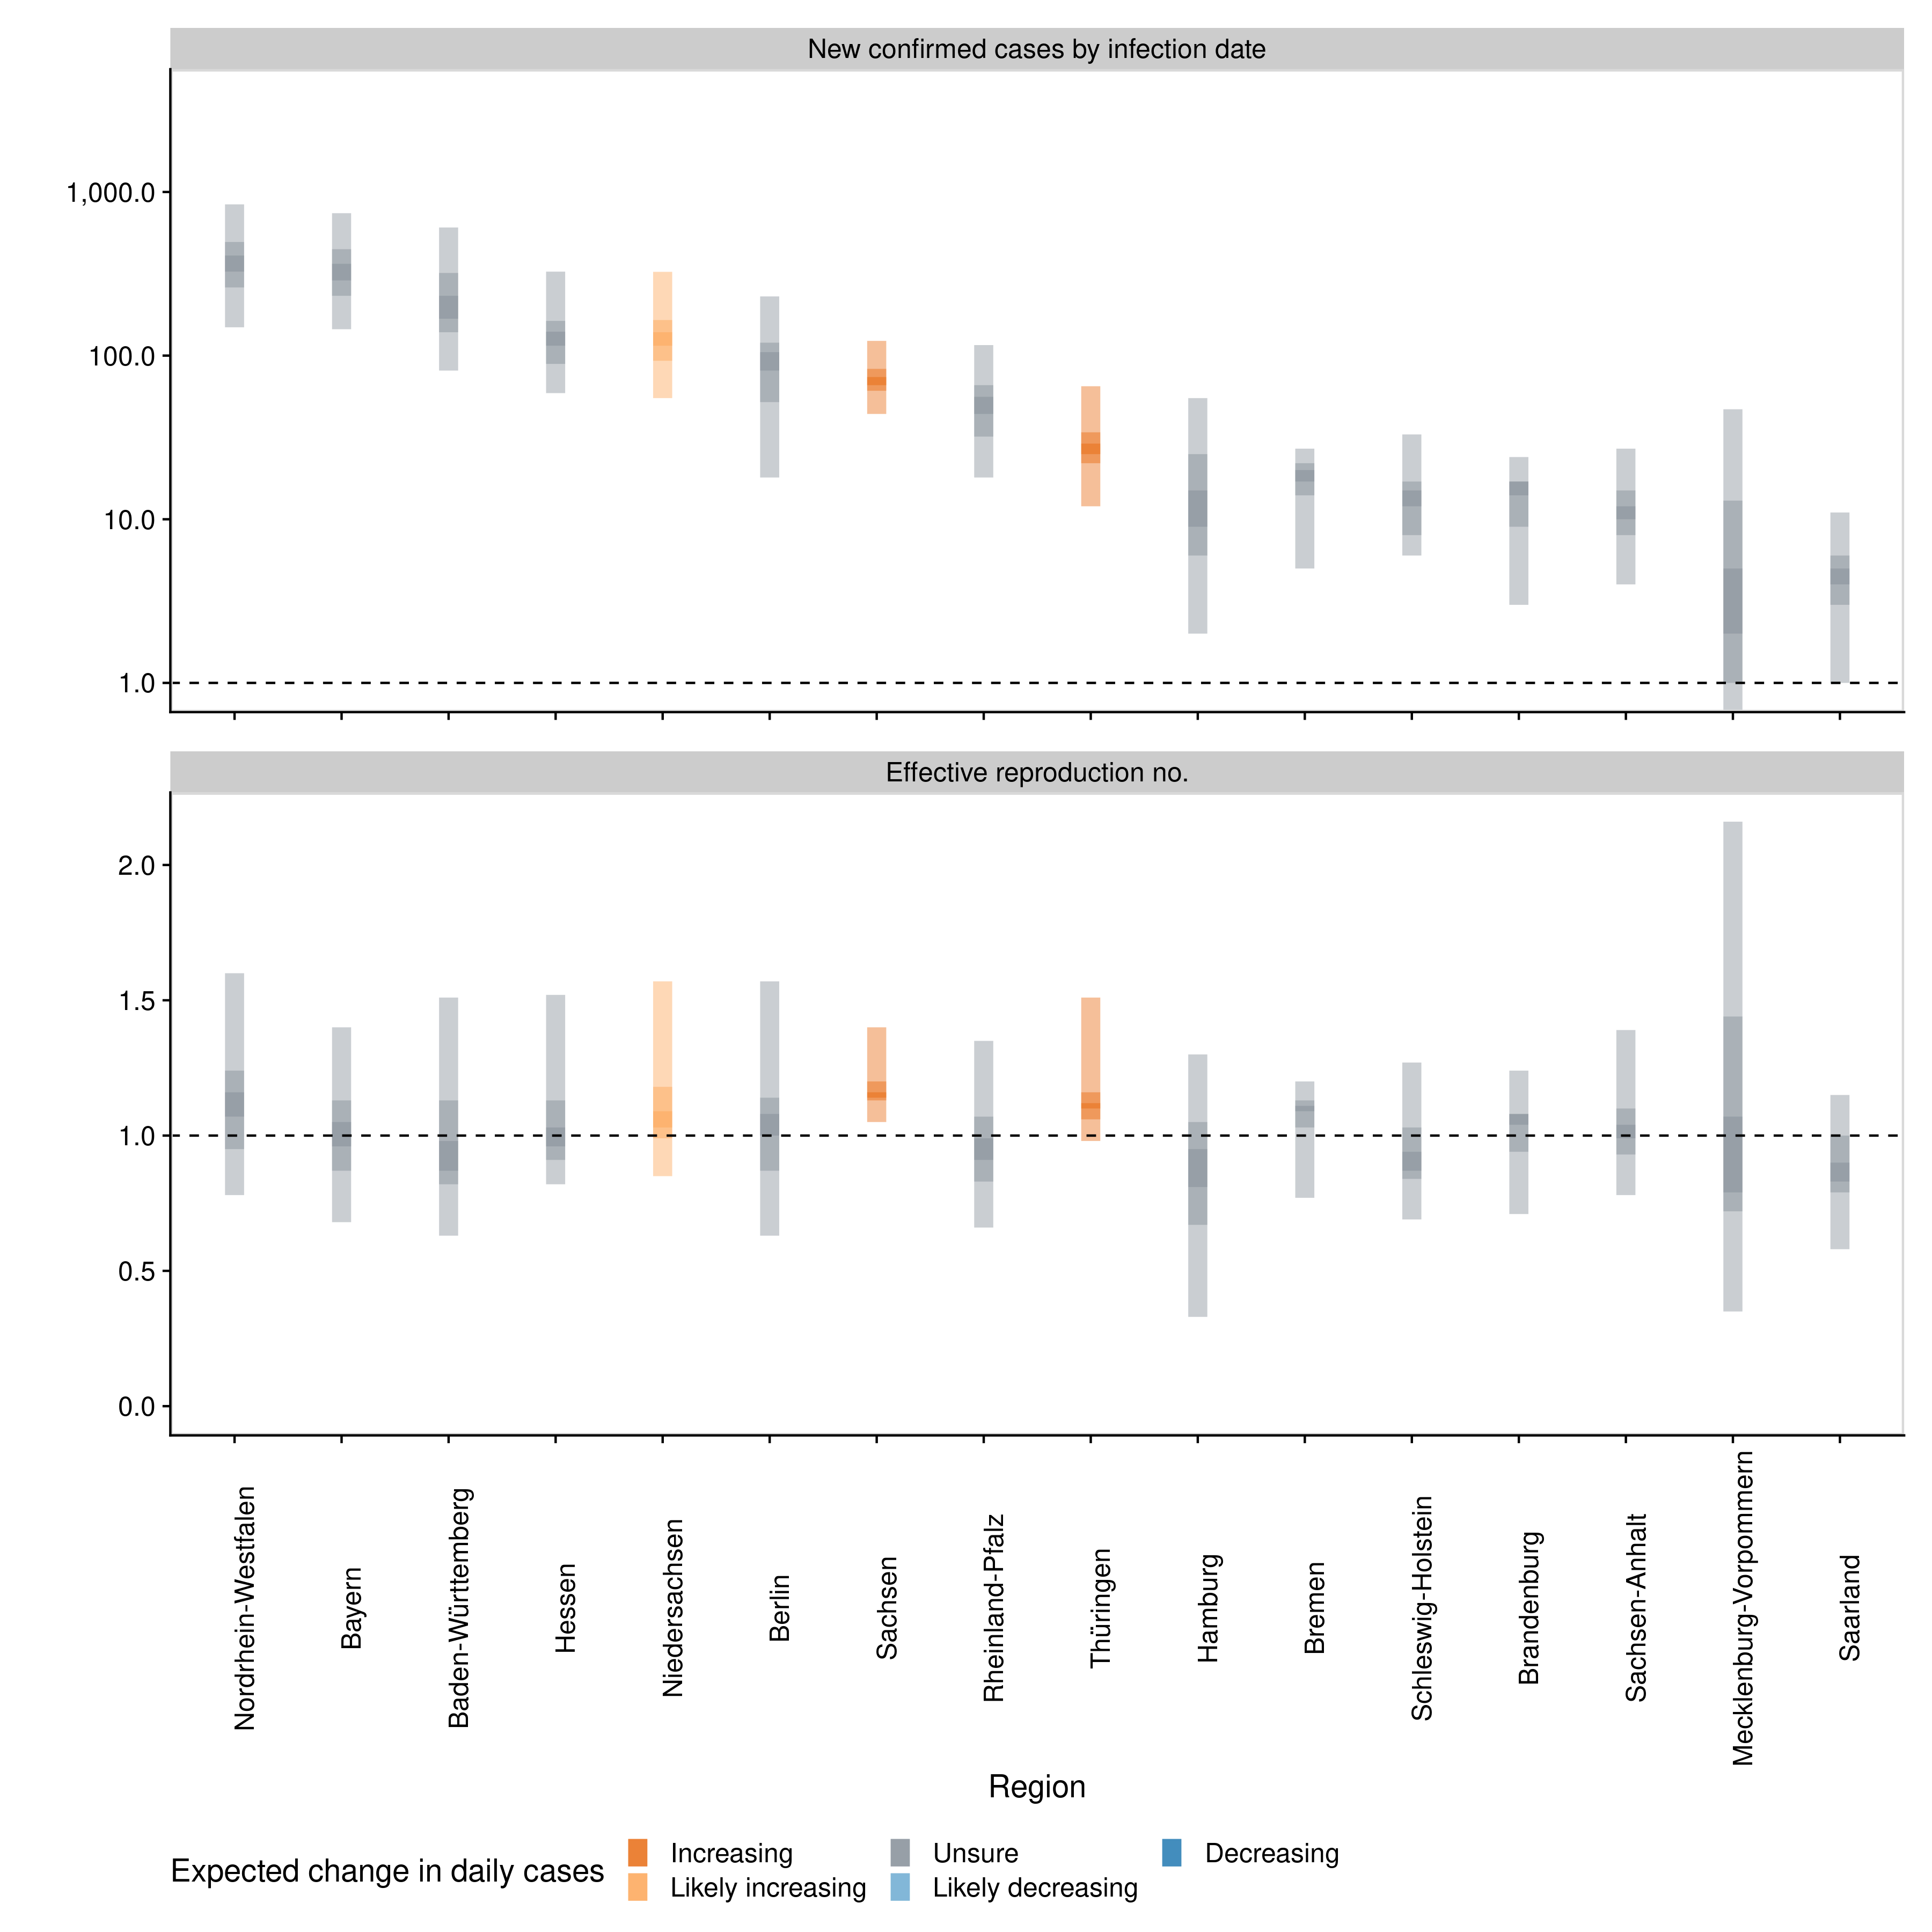 New confirmed cases by infection date
1,000.0
100.0
10.0
1.0
Effective reproduction no.
2.0
1.5
1.0
0.5
0.0
Nordrhein-Westfalen
Bayern
Baden-Württemberg
Hessen
Niedersachsen
Berlin
Sachsen
Rheinland-Pfalz
Thüringen
Hamburg
Bremen
Schleswig-Holstein
Brandenburg
Sachsen-Anhalt
Mecklenburg-Vorpommern
Saarland
Region
Expected change in daily cases
Increasing
Likely increasing
Unsure
Likely decreasing
Decreasing